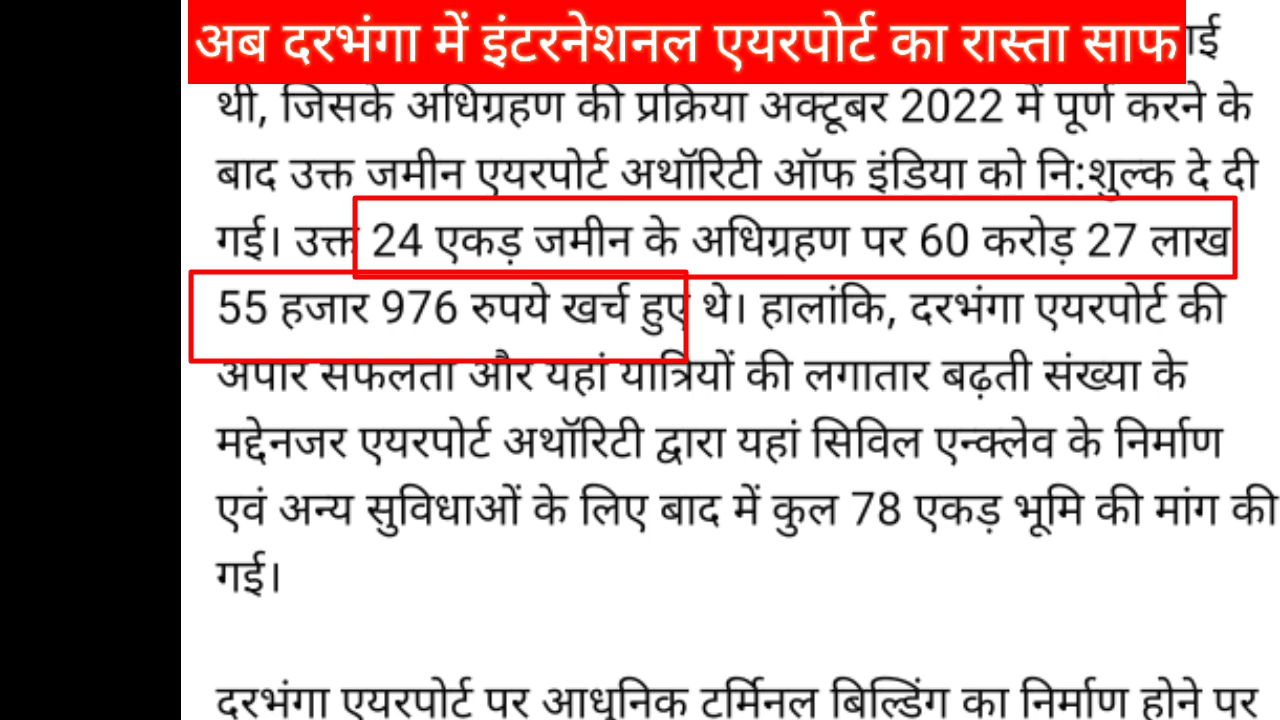 अब दरभंगा में इंटरनेशनल एयरपोर्ट का रास्ता साफ
थी, जिसके अधिग्रहण की प्रक्रिया अक्टूबर 2022 में पूर्ण करने के
बाद उक्त जमीन एयरपोर्ट अथॉरिटी ऑफ इंडिया को नि:शुल्क दे दी
गई। उक्त 24 एकड़ जमीन के अधिग्रहण पर 60 करोड़ 27 लाख
55 हजार 976 रुपये खर्च हुए थे। हालांकि, दरभंगा एयरपोर्ट की
अपार सफलता और यहां यात्रियों की लगातार बढ़ती संख्या के
मद्देनजर एयरपोर्ट अथॉरिटी द्वारा यहां सिविल एन्क्लेव के निर्माण
एवं अन्य सुविधाओं के लिए बाद में कुल 78 एकड़ भूमि की मांग की
गई।
दरभंगा एयरपोर्ट पर आधुनिक टर्मिनल बिल्डिंग का निर्माण होने पर